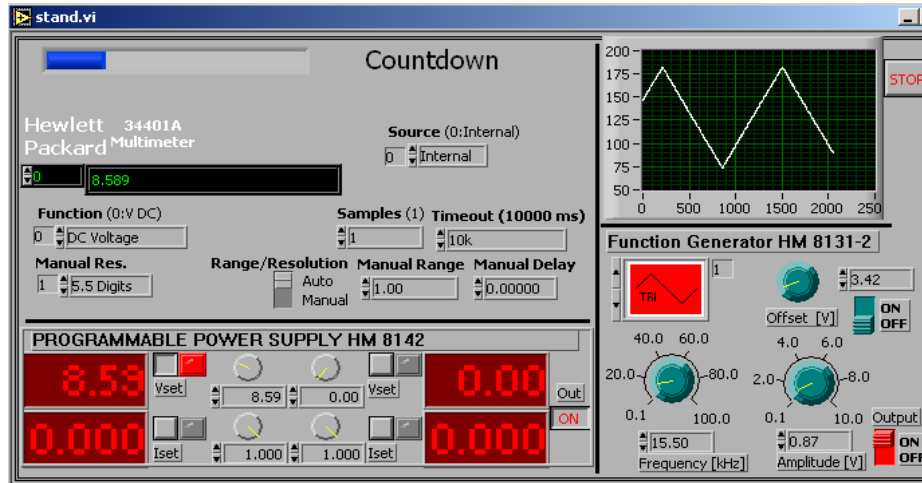 stand.vi
Countdown
Hewlett 34401A
Packard Multimeter
Source (0:Internal)
0 Internal
0 8.589
Function (0:V DC) Samples (1) Timeout (10000 ms)
0 DC Voltage 1 10k
Manual Res. Range/Resolution Manual Range Manual Delay
1 5.5 Digits Auto 1.00 0.00000
Manual
PROGRAMMABLE POWER SUPPLY HM 8142
8.59 Vset 8.59 0.00 Vset 0.00 Out
ON
0.000 Iset 1.000 1.000 Iset 0.000
200
175
150
125
100
75
50
0 500 1000 1500 2000 250
STOP
Function Generator HM 8131-2
TRI 1 3.42
Offset [V] ON
OFF
40.0 60.0 4.0 6.0
20.0 80.0 2.0 8.0
0.1 100.0 0.1 10.0 Output
15.50 0.87 ON
Frequency [kHz] Amplitude [V] OFF